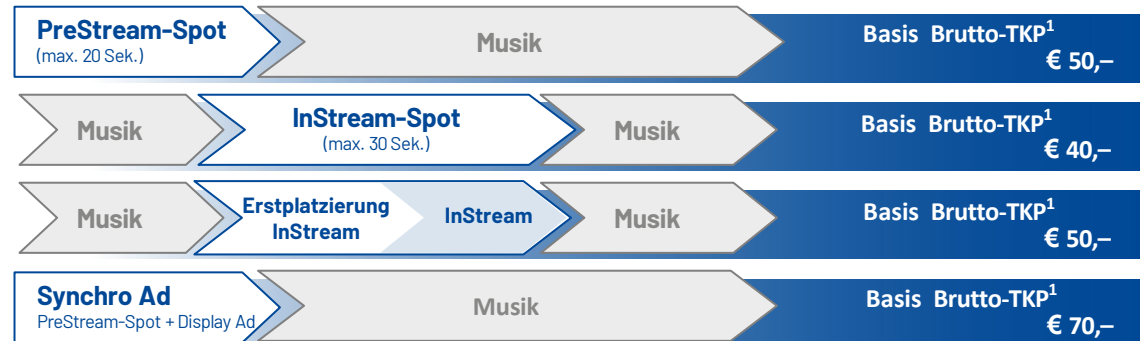 PreStream-Spot
(max. 20 Sek.)
Musik
Basis Brutto-TKP1
€ 50,–
Musik
InStream-Spot
(max. 30 Sek.)
Musik
Basis Brutto-TKP1
€ 40,–
Musik
Erstplatzierung
InStream
InStream
Musik
Basis Brutto-TKP1
€ 50,–
Synchro Ad
PreStream-Spot + Display Ad
Musik
Basis Brutto-TKP1
€ 70,–